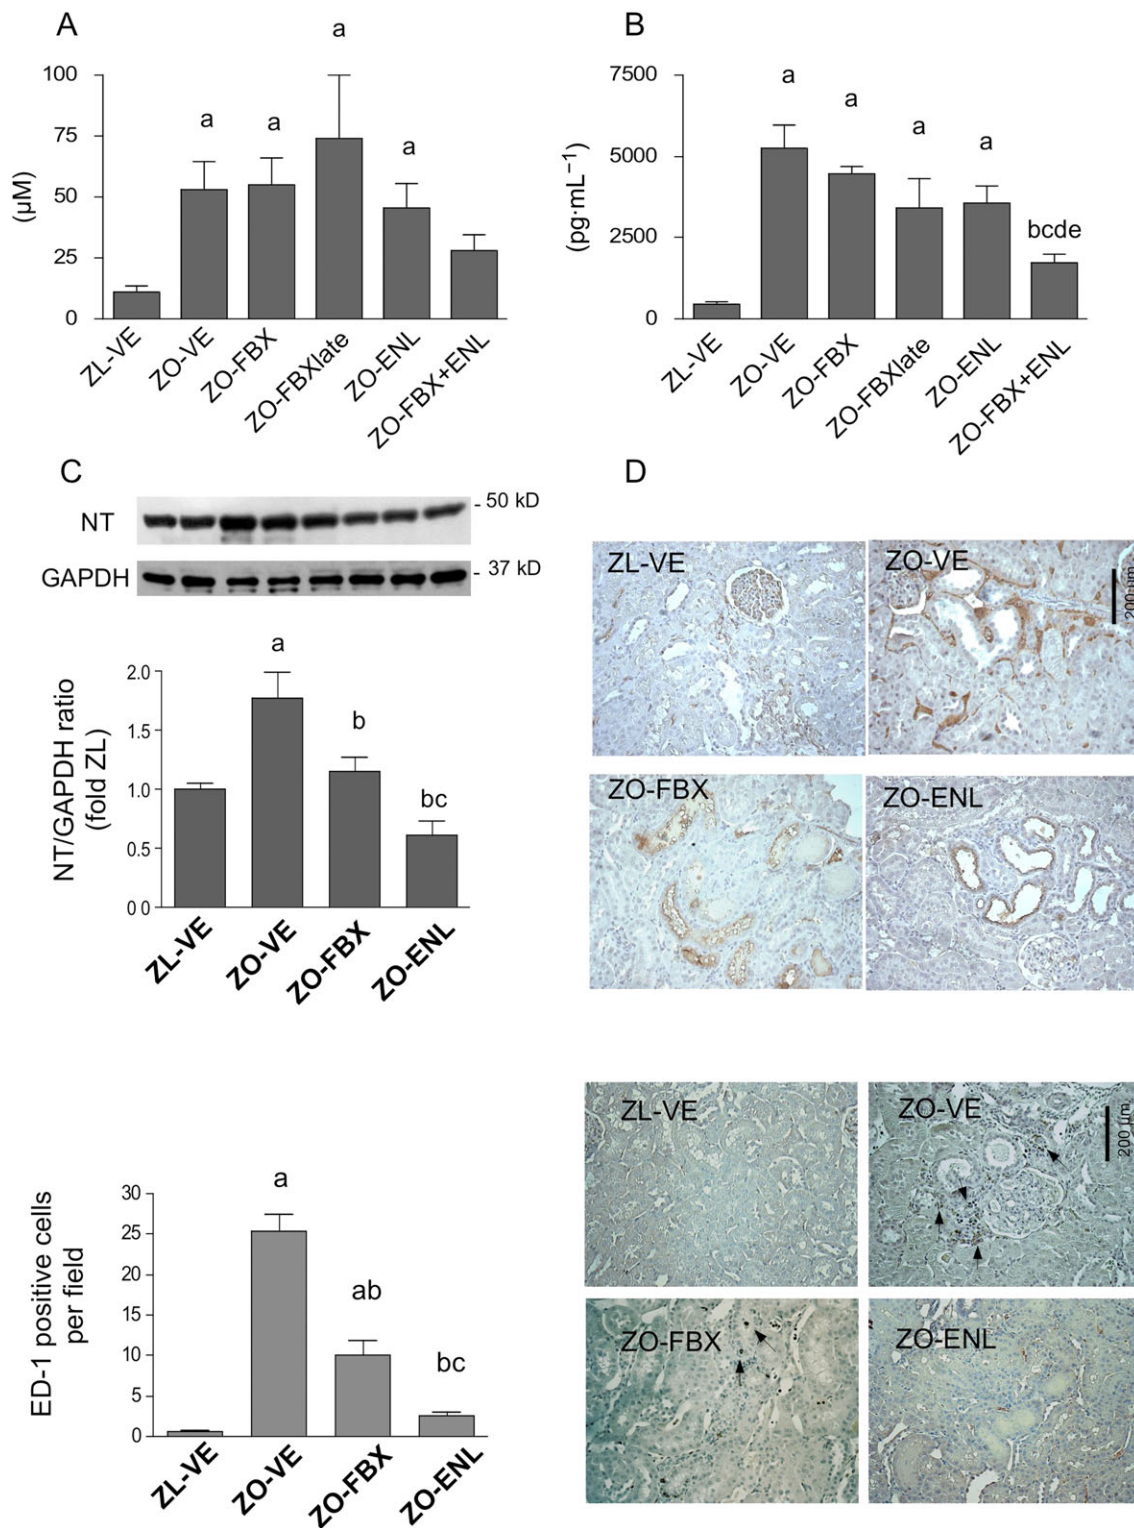 A
a
100
75
50
25
0
(µM)
a
a
a
ZL-VE
ZO-VE
ZO-FBX
ZO-FBXlate
ZO-ENL
ZO-FBX+ENL
B
7500
5000
2500
0
(pg·mL⁻¹)
a
a
a
a
bcde
ZL-VE
ZO-VE
ZO-FBX
ZO-FBXlate
ZO-ENL
ZO-FBX+ENL
C
NT
- 50 kD
GAPDH
- 37 kD
NT/GAPDH ratio
(fold ZL)
2.0
1.5
1.0
0.5
0 0
a
b
bc
ZL-VE
ZO-VE
ZO-FBX
ZO-ENL
D
ZL-VE
ZO-VE
200 µm
ZO-FBX
ZO-ENL
ED-1 positive cells
per field
30
25
20
15
10
5
0
a
ab
bc
ZL-VE
ZO-VE
ZO-FBX
ZO-ENL
ZL-VE
ZO-VE
200 µm
ZO-FBX
ZO-ENL